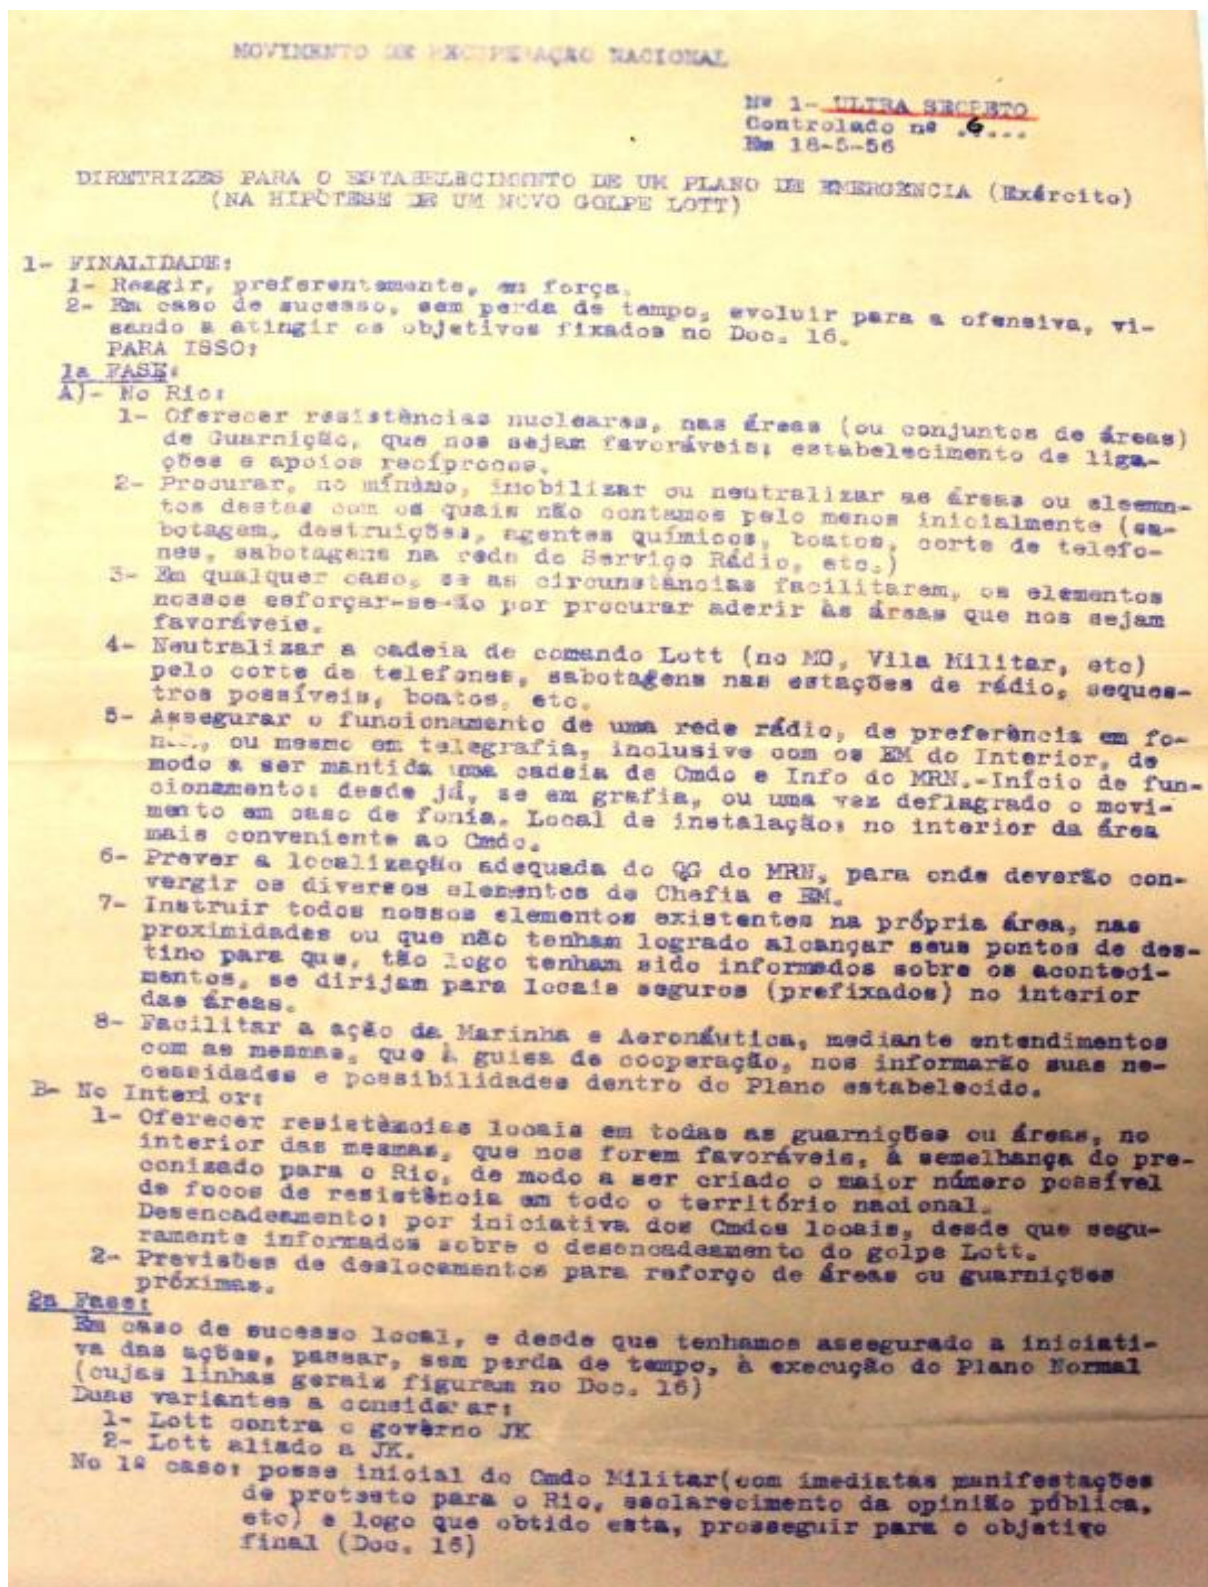 MOVIMENTO DE RECUPERAÇÃO NACIONAL
Nº 1- ULTRA SECRETO
Controlado nº .6....
Em 18-5-56
DIRETRIZES PARA O ESTABELECIMENTO DE UM PLANO DE EMERGÊNCIA (Exército)
(NA HIPÓTESE DE UM NOVO GOLPE LOTT)
1- FINALIDADE:
1- Reagir, preferentemente, em força.
2- Em caso de sucesso, sem perda de tempo, evoluir para a ofensiva, vi-
sando a atingir os objetivos fixados no Doc. 16.
PARA ISSO:
1a FASE:
A)- No Rio:
1- Oferecer resistências nucleares, nas áreas (ou conjuntos de áreas)
de Guarnição, que nos sejam favoráveis; estabelecimento de liga-
ções e apoios recíprocos.
2- Procurar, no mínimo, imobilizar ou neutralizar as áreas ou eleemn-
tos destas com os quais não contamos pelo menos inicialmente (sa-
botagem, destruições, agentes químicos, boatos, corte de telefo-
nes, sabotagens na rede do Serviço Rádio, etc.)
3- Em qualquer caso, se as circunstâncias facilitarem, os elementos
nossos esforçar-se-ão por procurar aderir às áreas que nos sejam
favoráveis.
4- Neutralizar a cadeia de comando Lott (no MG, Vila Militar, etc)
pelo corte de telefones, sabotagens nas estações de rádio, seques-
tros possíveis, boatos, etc.
5- Assegurar o funcionamento de uma rede rádio, de preferência em fo-
ou mesmo em telegrafia, inclusive com os EM do Interior, de
modo a ser mantida uma cadeia de Cmdo e Info do MRN.-Início de fun-
cionamento: desde já, se em grafia, ou uma vez deflagrado o movi-
mento em caso de fonia. Local de instalação: no interior da área
mais conveniente ao Cmdo.
6- Prever a localização adequada do QG do MRN, para onde deverão con-
vergir os diversos elementos de Chefia e EM.
7- Instruir todos nossos elementos existentes na própria área, nas
proximidades ou que não tenham logrado alcançar seus pontos de des-
tino para que, tão logo tenham sido informados sobre os aconteci-
mentos, se dirijam para locais seguros (prefixados) no interior
das áreas.
8- Facilitar a ação da Marinha e Aeronáutica, mediante entendimentos
com as mesmas, que à guisa de cooperação, nos informarão suas ne-
cessidades e possibilidades dentro do Plano estabelecido.
B- No Interi or:
1- Oferecer resistências locais em todas as guarnições ou áreas, no
interior das mesmas, que nos forem favoráveis, à semelhança do pre-
conizado para o Rio, de modo a ser criado o maior número possível
de focos de resistência em todo o território nacional.
Desencadeamento: por iniciativa dos Cmdos locais, desde que segu-
ramente informados sobre o desencadeamento do golpe Lott.
2- Previsões de deslocamentos para reforço de áreas ou guarnições
próximas.
2a Fase:
Em caso de sucesso local, e desde que tenhamos assegurado a iniciati-
va das ações, passar, sem perda de tempo, à execução do Plano Normal
(cujas linhas gerais figuram no Doc. 16)
Duas variantes a considerar:
1- Lott contra o govêrno JK
2- Lott aliado a JK.
No 1º caso: posse inicial do Cmdo Militar(com imediatas manifestações
de protesto para o Rio, esclarecimento da opinião pública,
etc) e logo que obtido esta, prosseguir para o objetivo
final (Doc. 16)